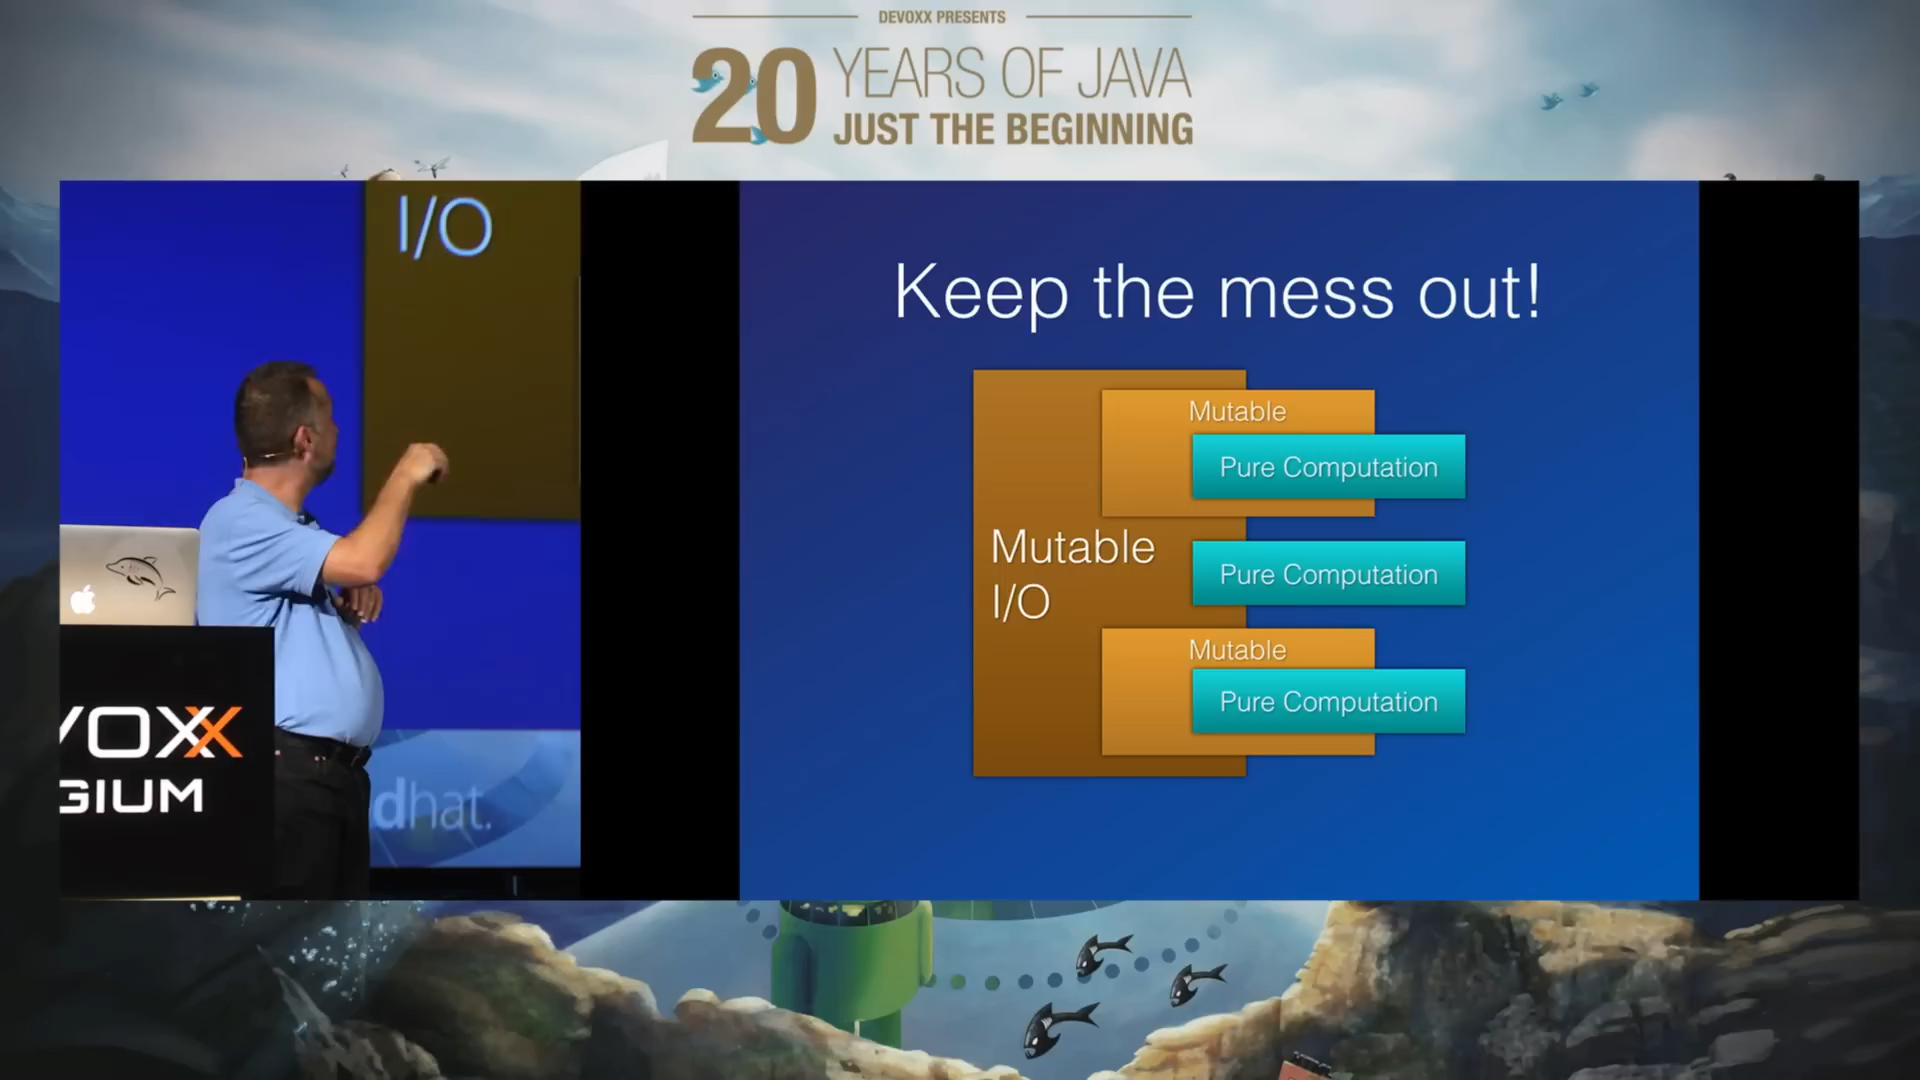 DEVOXX PRESENTS
20 YEARS OF JAVA
JUST THE BEGINNING
I/O
VOXX
GIUM
dhat.
Keep the mess out!
Mutable
Pure Computation
Mutable
I/O
Pure Computation
Mutable
Pure Computation